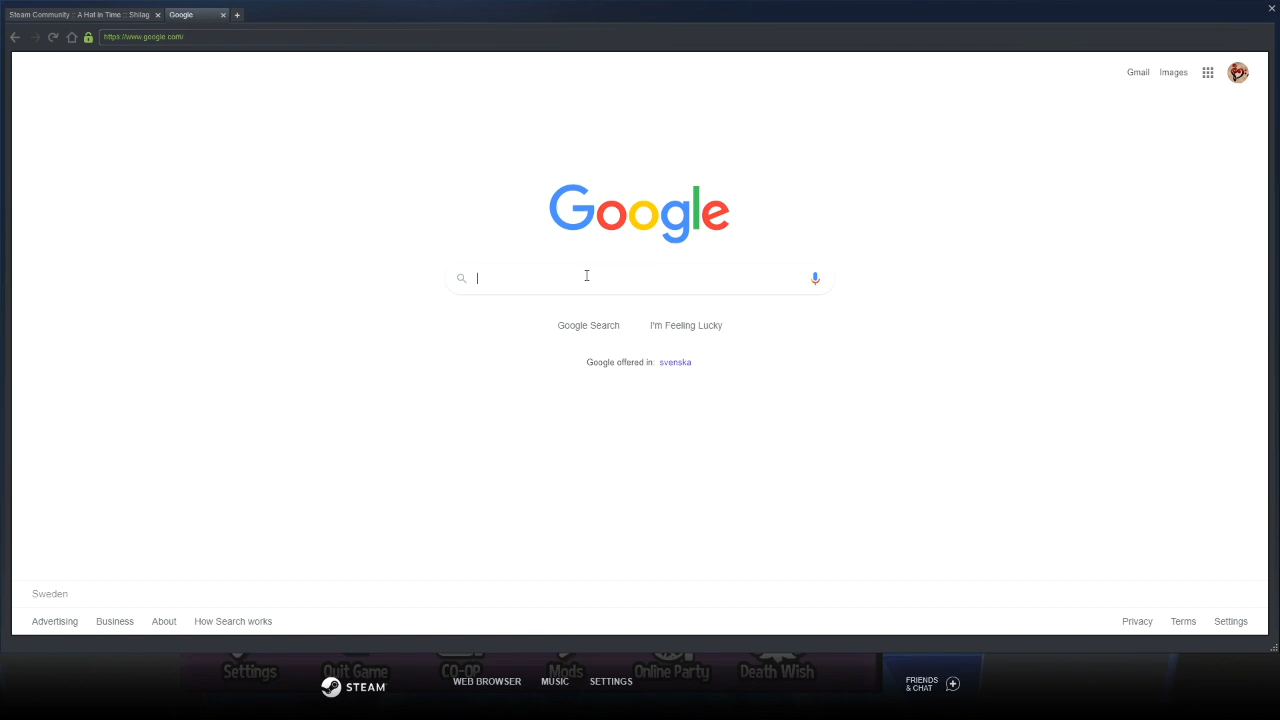 Steam Community :: A Hat in Time :: Shilag
Google
https://www.google.com/
Gmail
Images
Google
Google Search
I'm Feeling Lucky
Google offered in: svenska
Sweden
Advertising
Business
About
How Search works
Privacy
Terms
Settings
Settings
Quit Game
CO-OP
Mods
Online Party
Death Wish
STEAM
WEB BROWSER
MUSIC
SETTINGS
FRIENDS
& CHAT